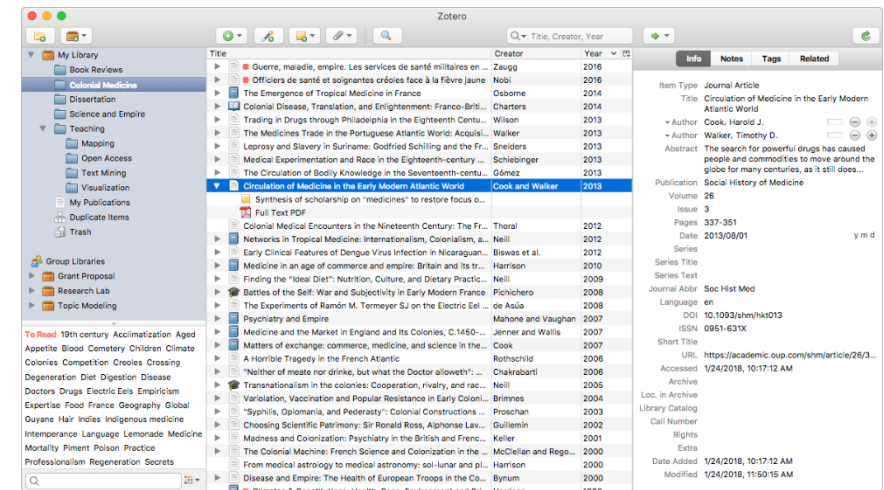 Zotero
Title, Creator, Year
My Library
Book Reviews
Colonial Medicine
Dissertation
Science and Empire
Teaching
Mapping
Open Access
Text Mining
Visualization
My Publications
Duplicate Items
Trash
Group Libraries
Grant Proposal
Research Lab
Topic Modeling
To Read 19th century Acclimatization Aged
Appetite Blood Cemetery Children Climate
Colonies Competition Creoles Crossing
Degeneration Diet Digestion Disease
Doctors Drugs Electric Eels Empiricism
Expertise Food France Geography Global
Guyane Hair Indies Indigenous medicine
Intemperance Language Lemonade Medicine
Mortality Piment Poison Practice
Professionalism Regeneration Secrets
Title Creator Year
Guerre, maladie, empire. Les services de santé militaires en ... Zaugg 2016
Officiers de santé et soignantes créoles face à la fièvre jaune Nobi 2016
The Emergence of Tropical Medicine in France Osborne 2014
Colonial Disease, Translation, and Enlightenment: Franco-Briti... Charters 2014
Trading in Drugs through Philadelphia in the Eighteenth Centu... Wilson 2013
The Medicines Trade in the Portuguese Atlantic World: Acquisi... Walker 2013
Leprosy and Slavery in Suriname: Godfried Schilling and the Fr... Snelders 2013
Medical Experimentation and Race in the Eighteenth-century ... Schiebinger 2013
The Circulation of Bodily Knowledge in the Seventeenth-centu... Gómez 2013
Circulation of Medicine in the Early Modern Atlantic World Cook and Walker 2013
Synthesis of scholarship on "medicines" to restore focus o...
Full Text PDF
Colonial Medical Encounters in the Nineteenth Century: The Fr... Thoral 2012
Networks in Tropical Medicine: Internationalism, Colonialism, a... Neill 2012
Early Clinical Features of Dengue Virus Infection in Nicaraguan... Biswas et al. 2012
Medicine in an age of commerce and empire: Britain and its tr... Harrison 2010
Finding the "Ideal Diet": Nutrition, Culture, and Dietary Practic... Neill 2009
Battles of the Self: War and Subjectivity in Early Modern France Pichichero 2008
The Experiments of Ramón M. Termeyer SJ on the Electric Eel ... de Asúa 2008
Psychiatry and Empire Mahone and Vaughan 2007
Medicine and the Market in England and Its Colonies, C.1450-... Jenner and Wallis 2007
Matters of exchange: commerce, medicine, and science in the... Cook 2007
A Horrible Tragedy in the French Atlantic Rothschild 2006
"Neither of meate nor drinke, but what the Doctor alloweth": ... Chakrabarti 2006
Transnationalism in the colonies: Cooperation, rivalry, and rac... Neill 2005
Variolation, Vaccination and Popular Resistance in Early Coloni... Brimnes 2004
"Syphilis, Opiomania, and Pederasty": Colonial Constructions ... Proschan 2003
Choosing Scientific Patrimony: Sir Ronald Ross, Alphonse Lav... Guillemin 2002
Madness and Colonization: Psychiatry in the British and Frenc... Keller 2001
The Colonial Machine: French Science and Colonization in the ... McClellan and Rego... 2000
From medical astrology to medical astronomy: sol-lunar and pl... Harrison 2000
Disease and Empire: The Health of European Troops in the Co... Bynum 2000
Info Notes Tags Related
Item Type Journal Article
Title Circulation of Medicine in the Early Modern
Atlantic World
Author Cook, Harold J.
Author Walker, Timothy D.
Abstract The search for powerful drugs has caused
people and commodities to move around the
globe for many centuries, as it still does...
Publication Social History of Medicine
Volume 26
Issue 3
Pages 337-351
Date 2013/08/01 y m d
Series
Series Title
Series Text
Journal Abbr Soc Hist Med
Language en
DOI 10.1093/shm/hkt013
ISSN 0951-631X
Short Title
URL https://academic.oup.com/shm/article/26/3...
Accessed 1/24/2018, 10:17:12 AM
Archive
Loc. in Archive
Library Catalog
Call Number
Rights
Extra
Date Added 1/24/2018, 10:17:12 AM
Modified 1/24/2018, 11:50:15 AM